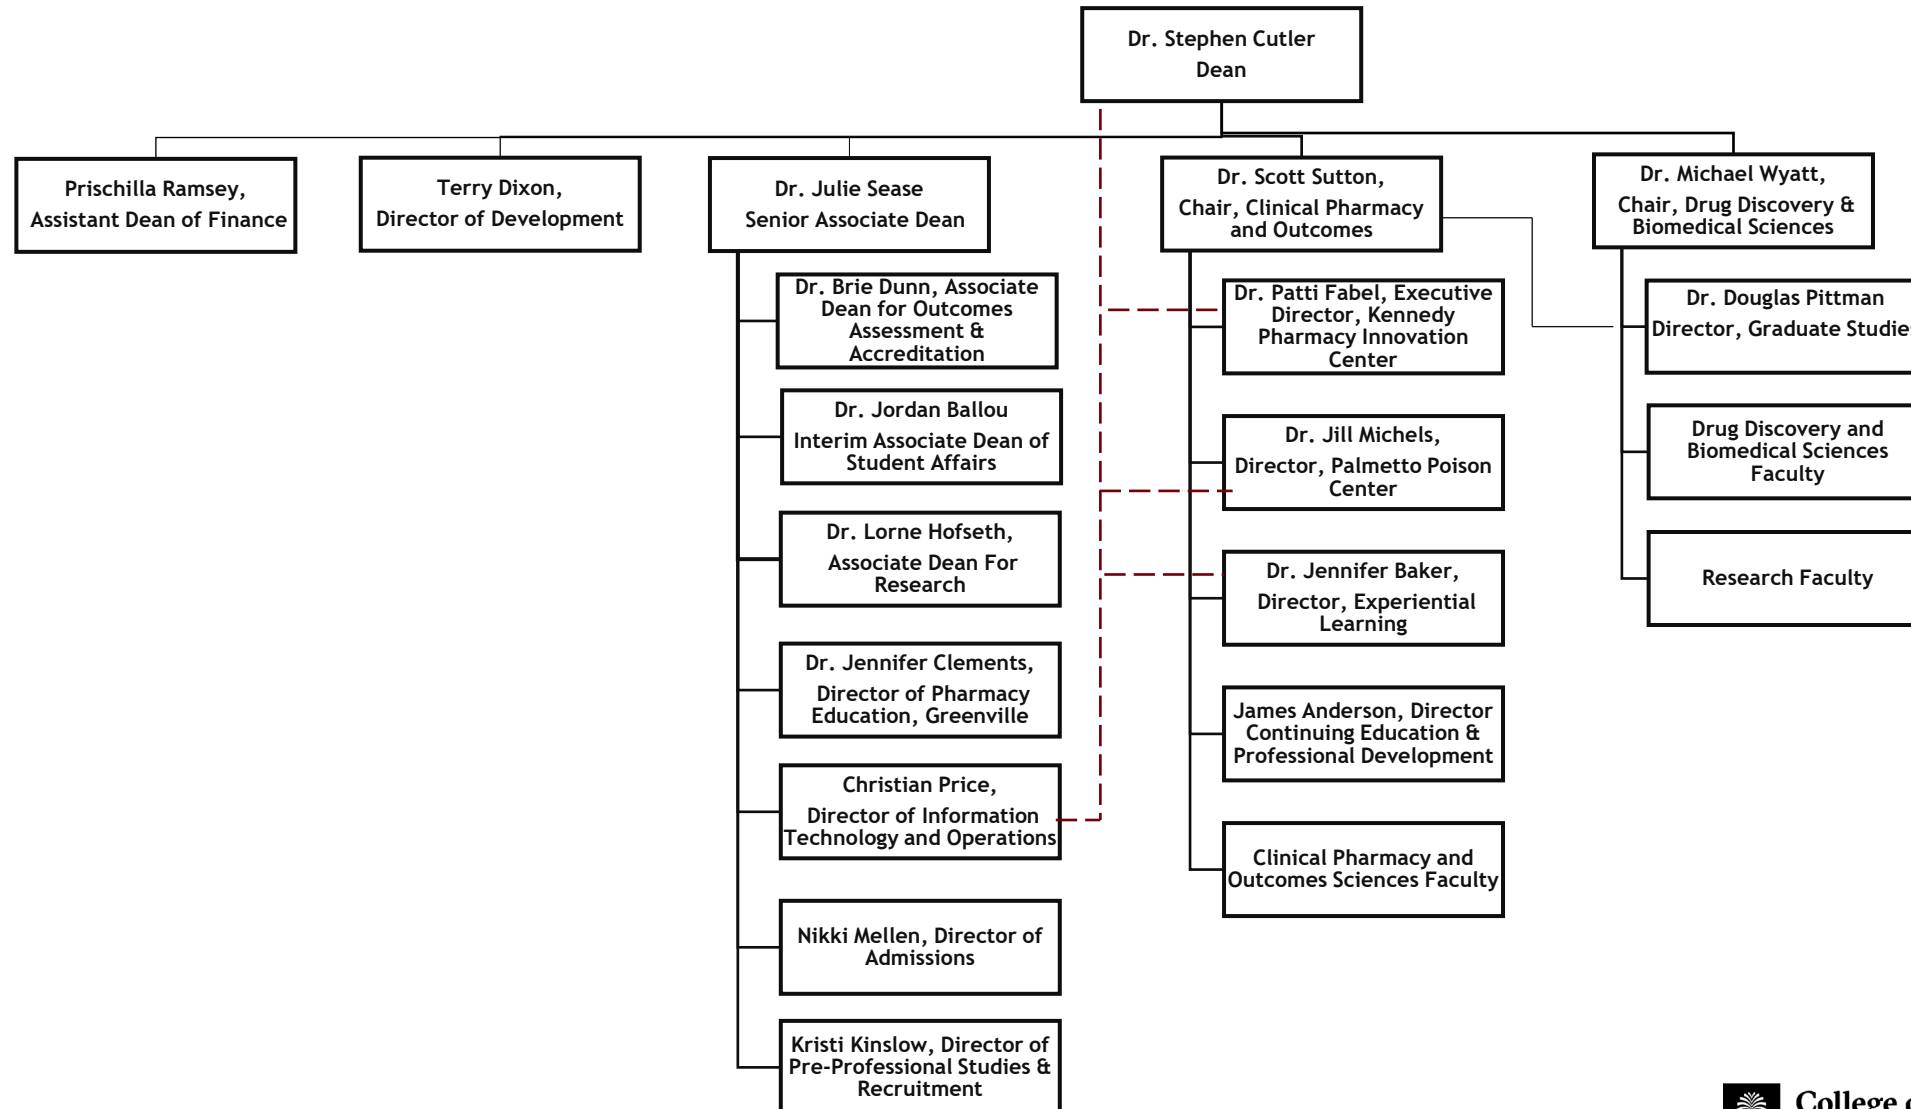 Dr. Stephen Cutler
Dean
Prischilla Ramsey,
Assistant Dean of Finance
Terry Dixon,
Director of Development
Dr. Julie Sease
Senior Associate Dean
Dr. Scott Sutton,
Chair, Clinical Pharmacy
and Outcomes
Dr. Michael Wyatt,
Chair, Drug Discovery &
Biomedical Sciences
Dr. Brie Dunn, Associate
Dean for Outcomes
Assessment &
Accreditation
Dr. Jordan Ballou
Interim Associate Dean of
Student Affairs
Dr. Lorne Hofseth,
Associate Dean For
Research
Dr. Jennifer Clements,
Director of Pharmacy
Education, Greenville
Christian Price,
Director of Information
Technology and Operations
Nikki Mellen, Director of
Admissions
Kristi Kinslow, Director of
Pre-Professional Studies &
Recruitment
Dr. Patti Fabel, Executive
Director, Kennedy
Pharmacy Innovation
Center
Dr. Jill Michels,
Director, Palmetto Poison
Center
Dr. Jennifer Baker,
Director, Experiential
Learning
James Anderson, Director
Continuing Education &
Professional Development
Clinical Pharmacy and
Outcomes Sciences Faculty
Dr. Douglas Pittman
Director, Graduate Studies
Drug Discovery and
Biomedical Sciences
Faculty
Research Faculty
College